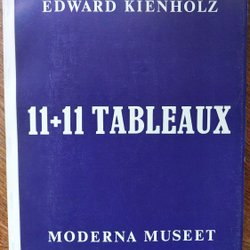 EDWARD KIENHOLZ
11+11 TABLEAUX
MODERNA MUSEET